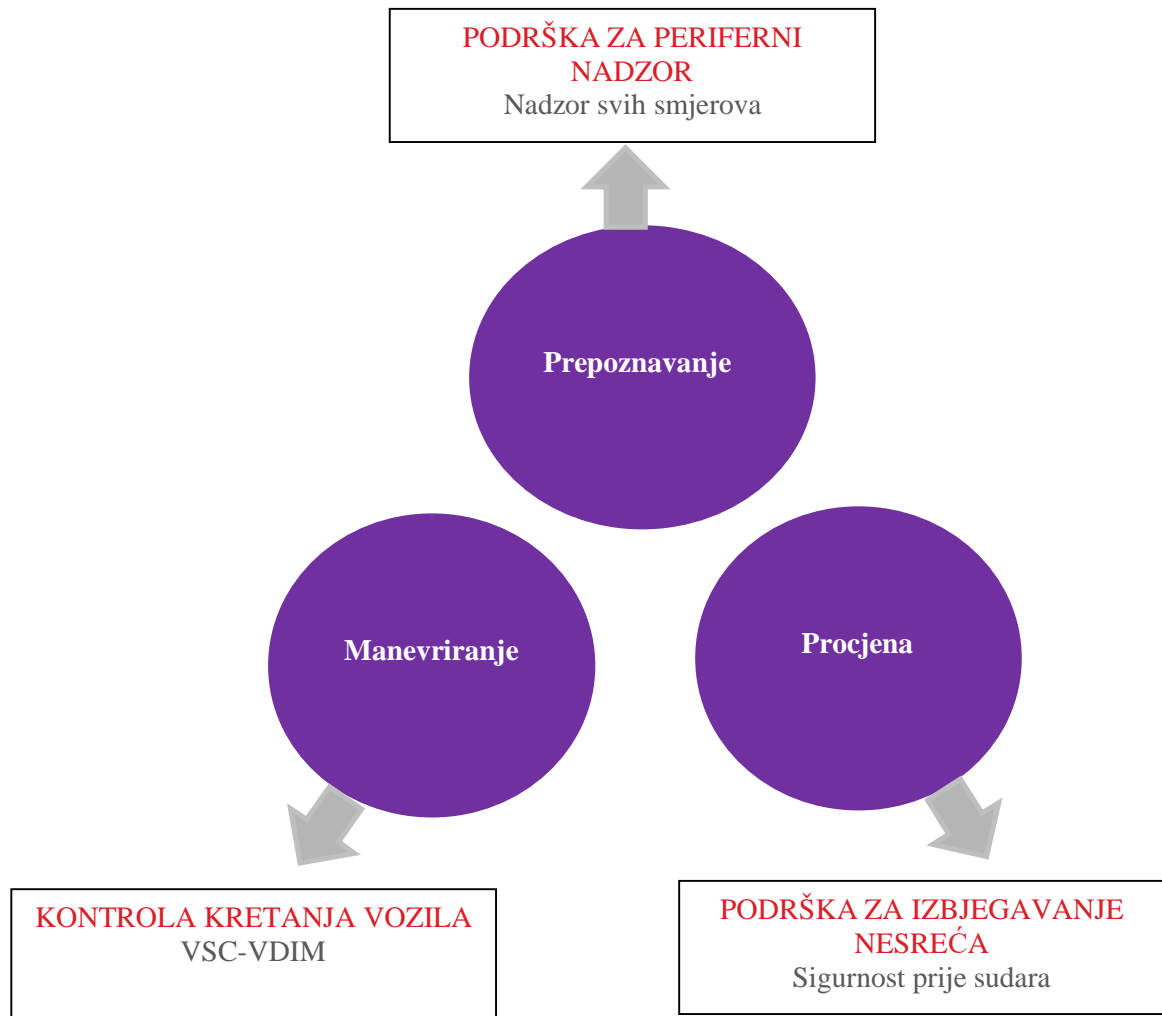 PODRŠKA ZA PERIFERNI
NADZOR
Nadzor svih smjerova
Prepoznavanje
Manevriranje
Procjena
KONTROLA KRETANJA VOZILA
VSC-VDIM
PODRŠKA ZA IZBJEGAVANJE
NESREĆA
Sigurnost prije sudara